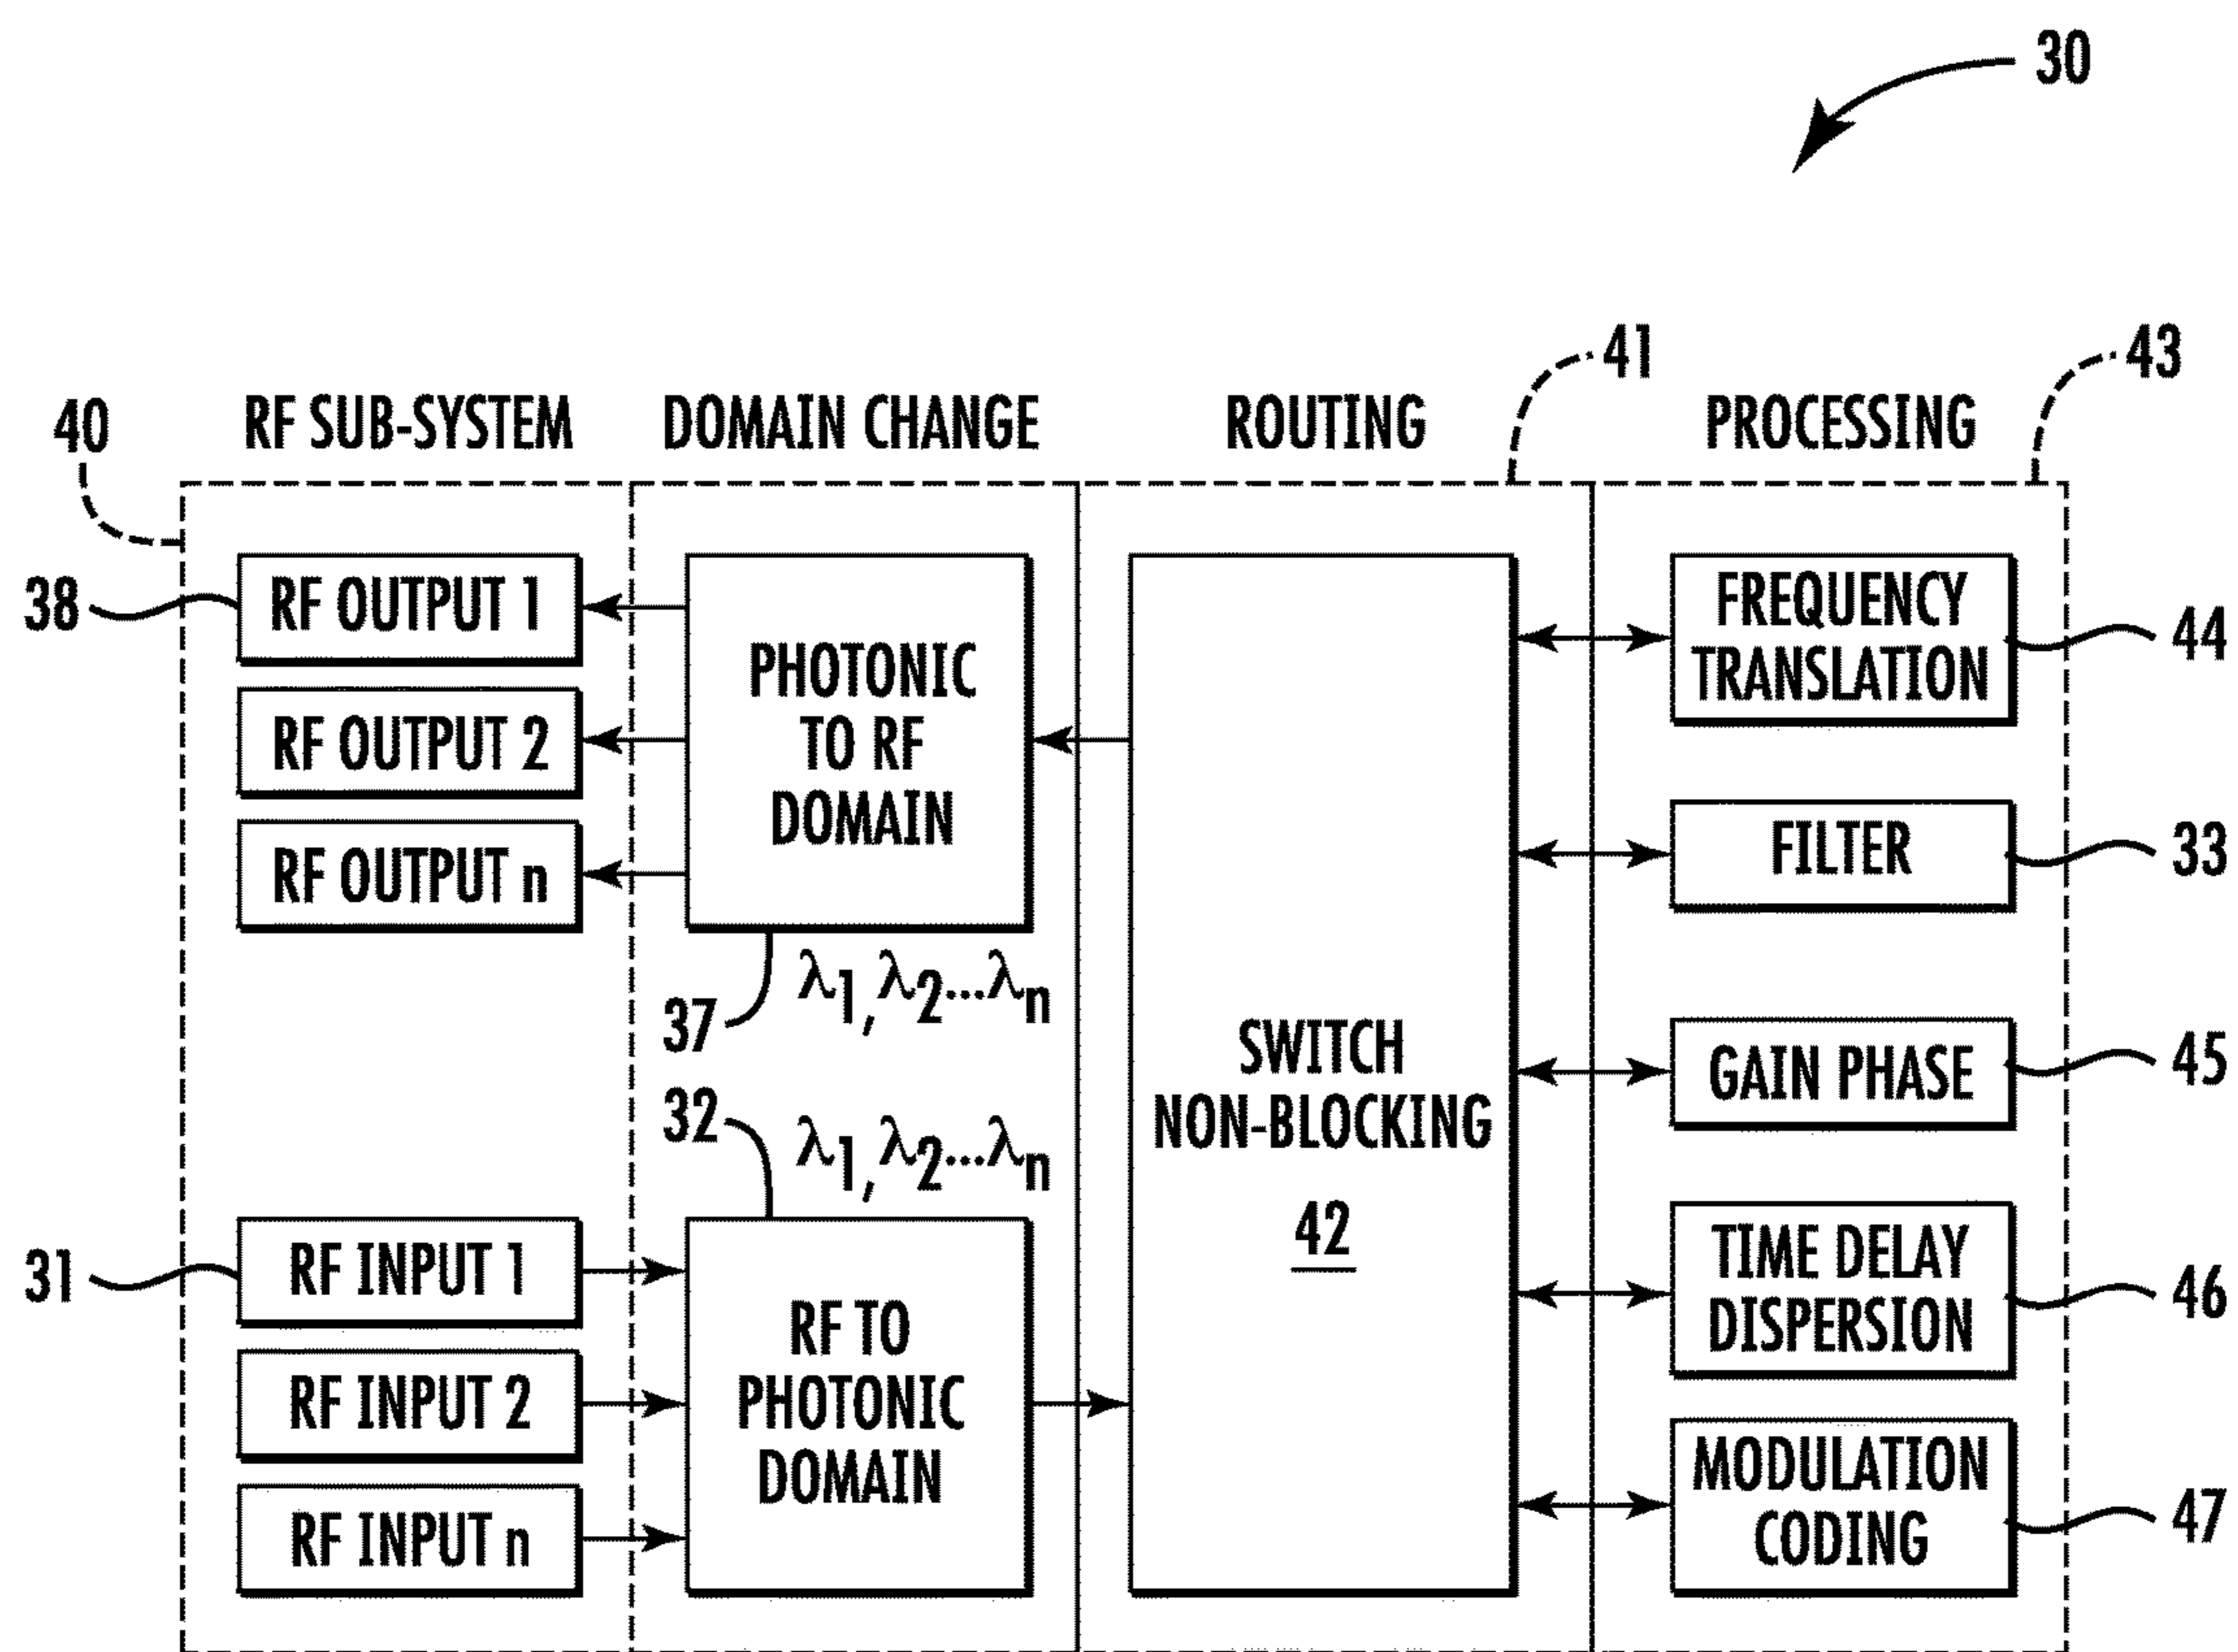 30
41
43
40
RF SUB-SYSTEM
DOMAIN CHANGE
ROUTING
PROCESSING
38
RF OUTPUT 1
RF OUTPUT 2
RF OUTPUT n
PHOTONIC
TO RF
DOMAIN
37
λ1, λ2...λn
32
λ1, λ2...λn
31
RF INPUT 1
RF INPUT 2
RF INPUT n
RF TO
PHOTONIC
DOMAIN
SWITCH
NON-BLOCKING
42
FREQUENCY
TRANSLATION
44
FILTER
33
GAIN PHASE
45
TIME DELAY
DISPERSION
46
MODULATION
CODING
47